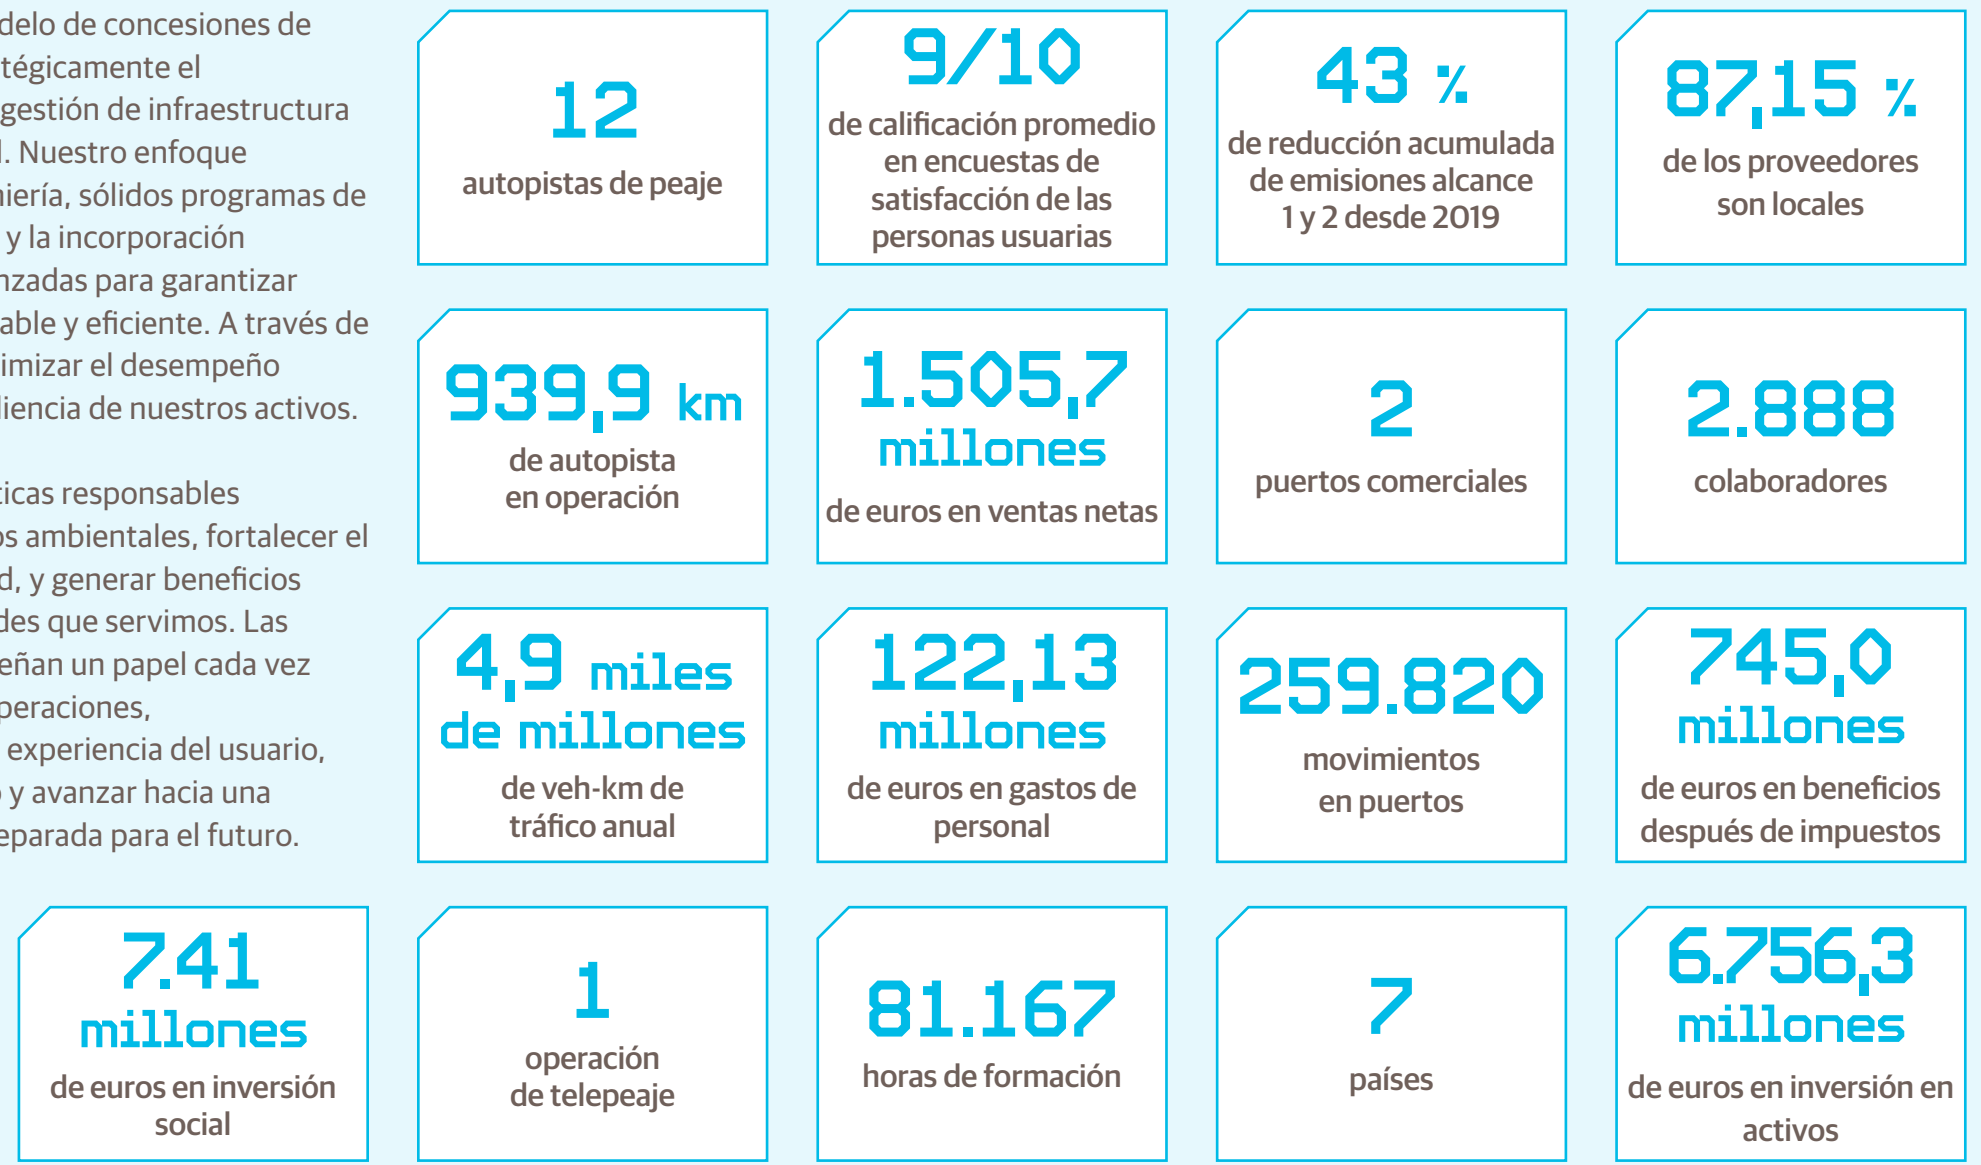 delo de concesiones de
tégicamente el
gestión de infraestructura
l. Nuestro enfoque
niería, sólidos programas de
y la incorporación
nzadas para garantizar
able y eficiente. A través de
imizar el desempeño
liencia de nuestros activos.
ticas responsables
os ambientales, fortalecer el
d, y generar beneficios
des que servimos. Las
eñan un papel cada vez
peraciones,
experiencia del usuario,
o y avanzar hacia una
eparada para el futuro.
12
autopistas de peaje
9/10
de calificación promedio
en encuestas de
satisfacción de las
personas usuarias
43 %
de reducción acumulada
de emisiones alcance
1 y 2 desde 2019
87,15 %
de los proveedores
son locales
939,9 km
de autopista
en operación
1.505,7
millones
de euros en ventas netas
2
puertos comerciales
2.888
colaboradores
4,9 miles
de millones
de veh-km de
tráfico anual
122,13
millones
de euros en gastos de
personal
259.820
movimientos
en puertos
745,0
millones
de euros en beneficios
después de impuestos
7.41
millones
de euros en inversión
social
1
operación
de telepeaje
81.167
horas de formación
7
países
6.756,3
millones
de euros en inversión en
activos